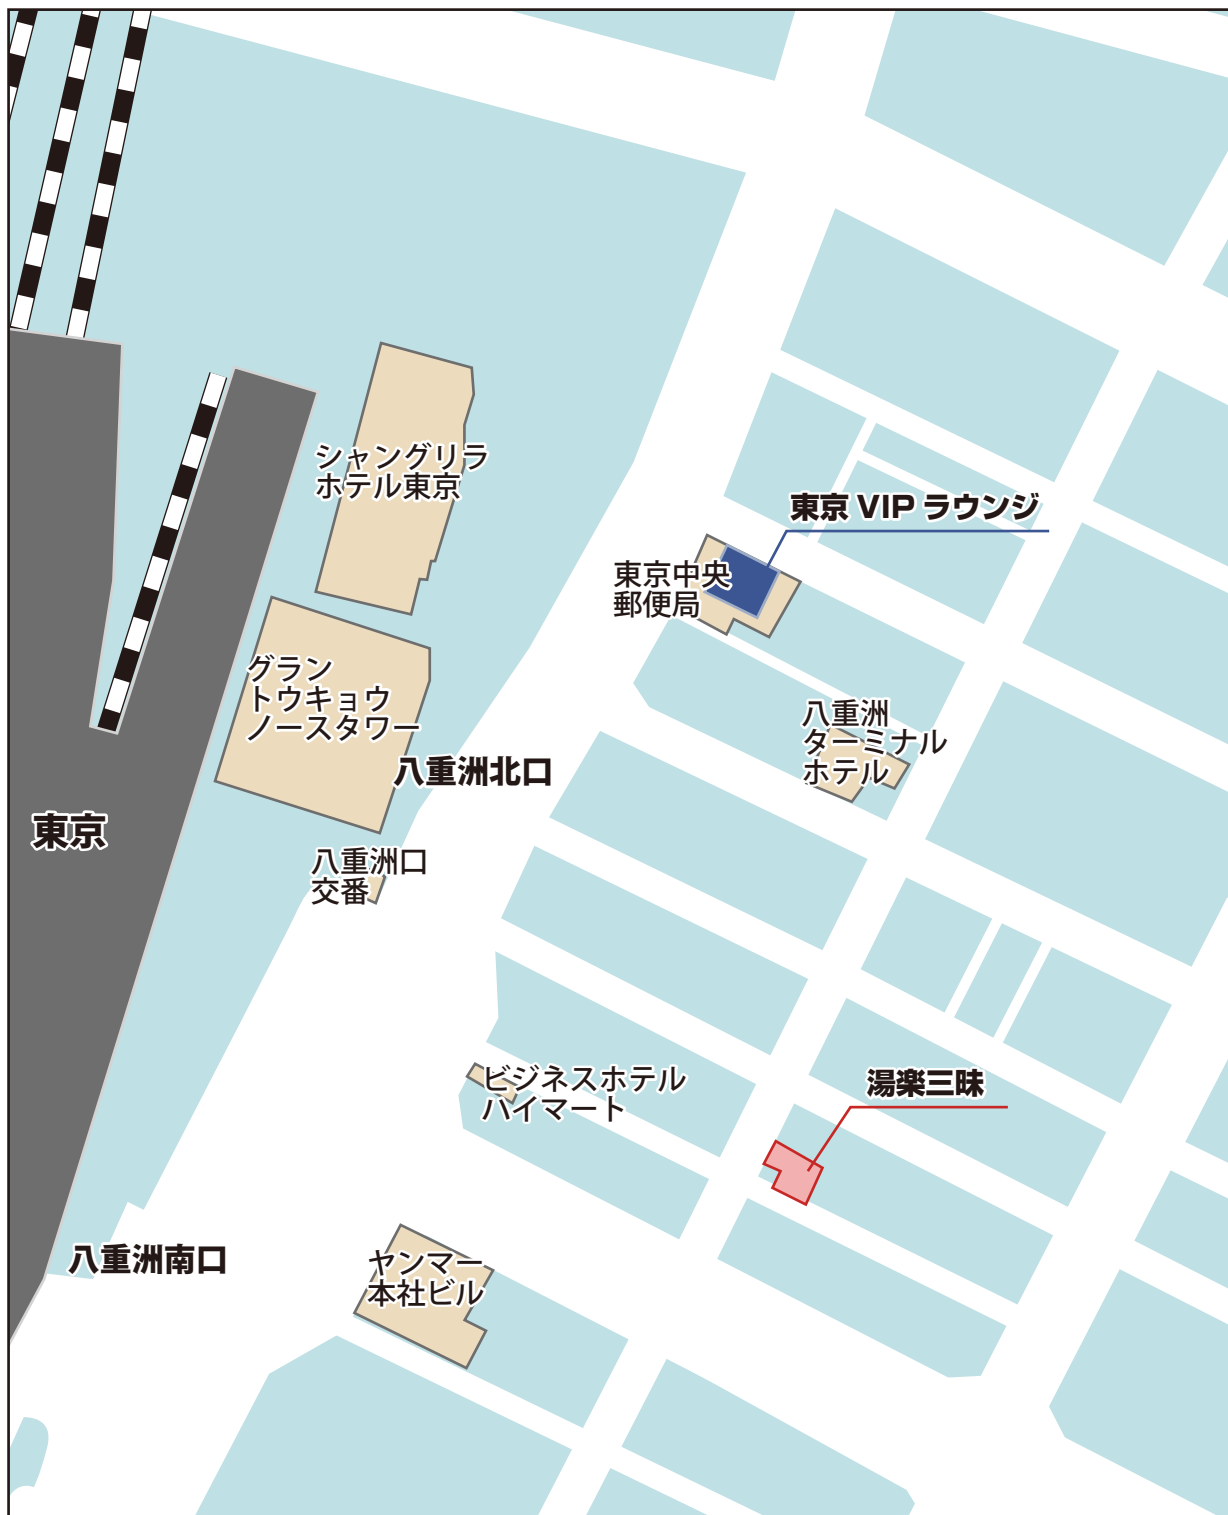 シャングリラ
ホテル東京
東京 VIP ラウンジ
東京中央
郵便局
グラン
トウキョウ
ノースタワー
八重洲
ターミナル
ホテル
八重洲北口
東京
八重洲口
交番
ビジネスホテル
ハイマート
湯楽三昧
八重洲南口
ヤンマー
本社ビル